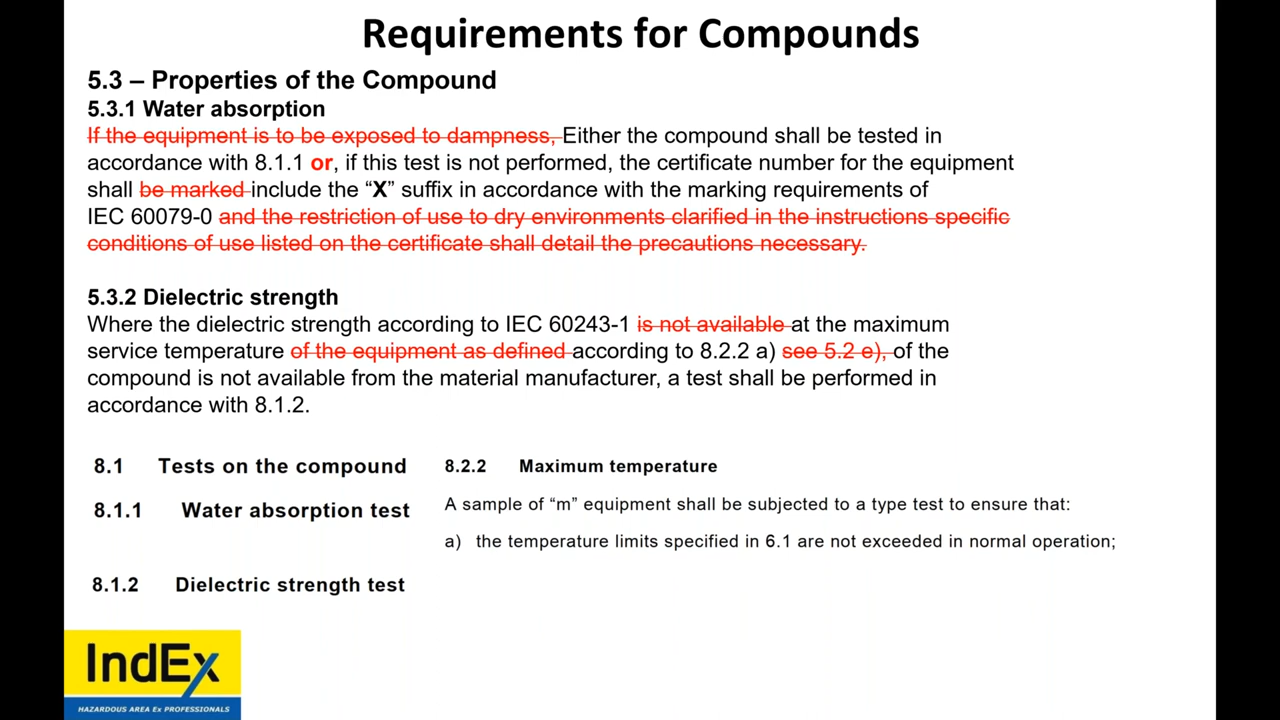 Requirements for Compounds
5.3 – Properties of the Compound
5.3.1 Water absorption
If the equipment is to be exposed to dampness, Either the compound shall be tested in
accordance with 8.1.1 or, if this test is not performed, the certificate number for the equipment
shall be marked include the “X” suffix in accordance with the marking requirements of
IEC 60079-0 and the restriction of use to dry environments clarified in the instructions specific
conditions of use listed on the certificate shall detail the precautions necessary.
5.3.2 Dielectric strength
Where the dielectric strength according to IEC 60243-1 is not available at the maximum
service temperature of the equipment as defined according to 8.2.2 a) see 5.2 e), of the
compound is not available from the material manufacturer, a test shall be performed in
accordance with 8.1.2.
8.1 Tests on the compound
8.1.1 Water absorption test
8.1.2 Dielectric strength test
8.2.2 Maximum temperature
A sample of “m” equipment shall be subjected to a type test to ensure that:
a) the temperature limits specified in 6.1 are not exceeded in normal operation;
IndEx
HAZARDOUS AREA Ex PROFESSIONALS